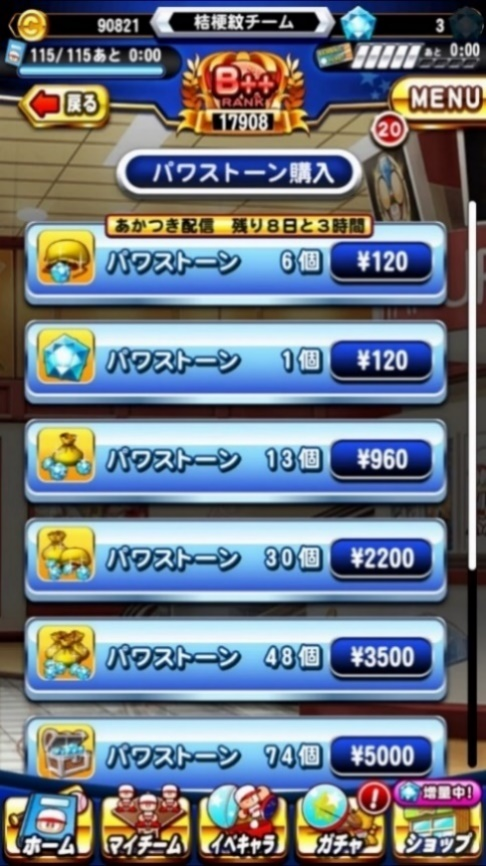 90821 桔梗紋チーム 3
115/115あと 0:00 あと 0:00
B++
RANK
17908
戻る MENU
20
パワストーン購入
あかつき配信 残り8日と3時間
パワストーン 6個 ¥120
パワストーン 1個 ¥120
パワストーン 13個 ¥960
パワストーン 30個 ¥2200
パワストーン 48個 ¥3500
パワストーン 74個 ¥5000
増量中!
ホーム マイチーム イベキャラ ガチャ ! ショップ